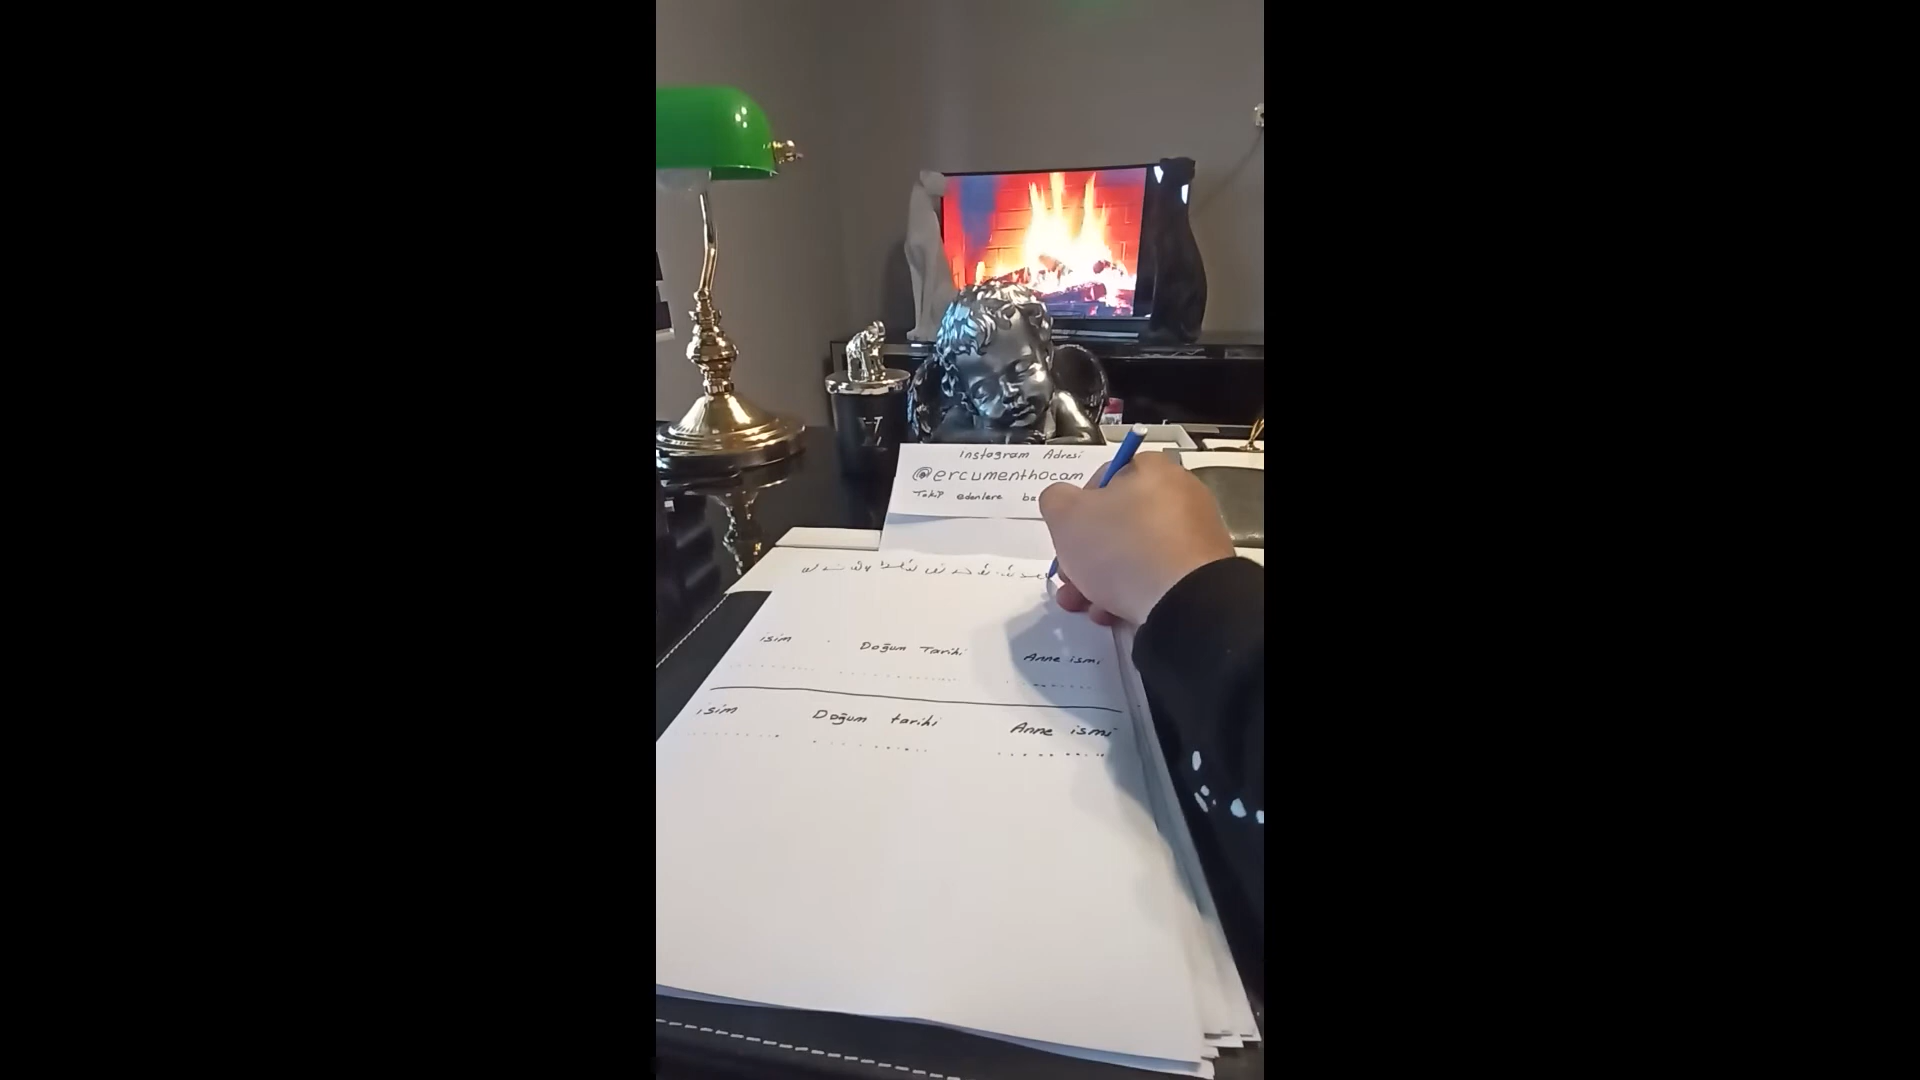 Instagram Adresi
@ercumenthocam
Takip edenlere
isim Doğum Tarihi Anne ismi
isim Doğum tarihi Anne ismi